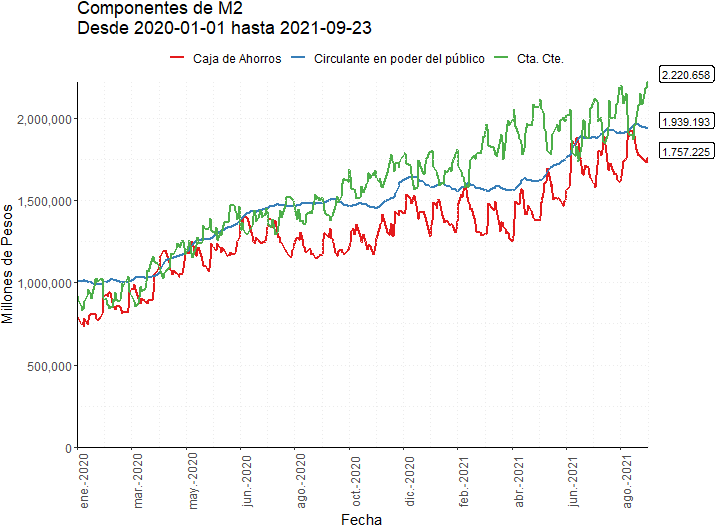 Componentes de M2
Desde 2020-01-01 hasta 2021-09-23
Caja de Ahorros Circulante en poder del público Cta. Cte.
2.220.658
1.939.193
1.757.225
Millones de Pesos
2,000,000
1,500,000
1,000,000
500,000
0
ene.-2020
mar.-2020
may.-2020
jun.-2020
ago.-2020
oct.-2020
dic.-2020
feb.-2021
abr.-2021
jun.-2021
ago.-2021
Fecha